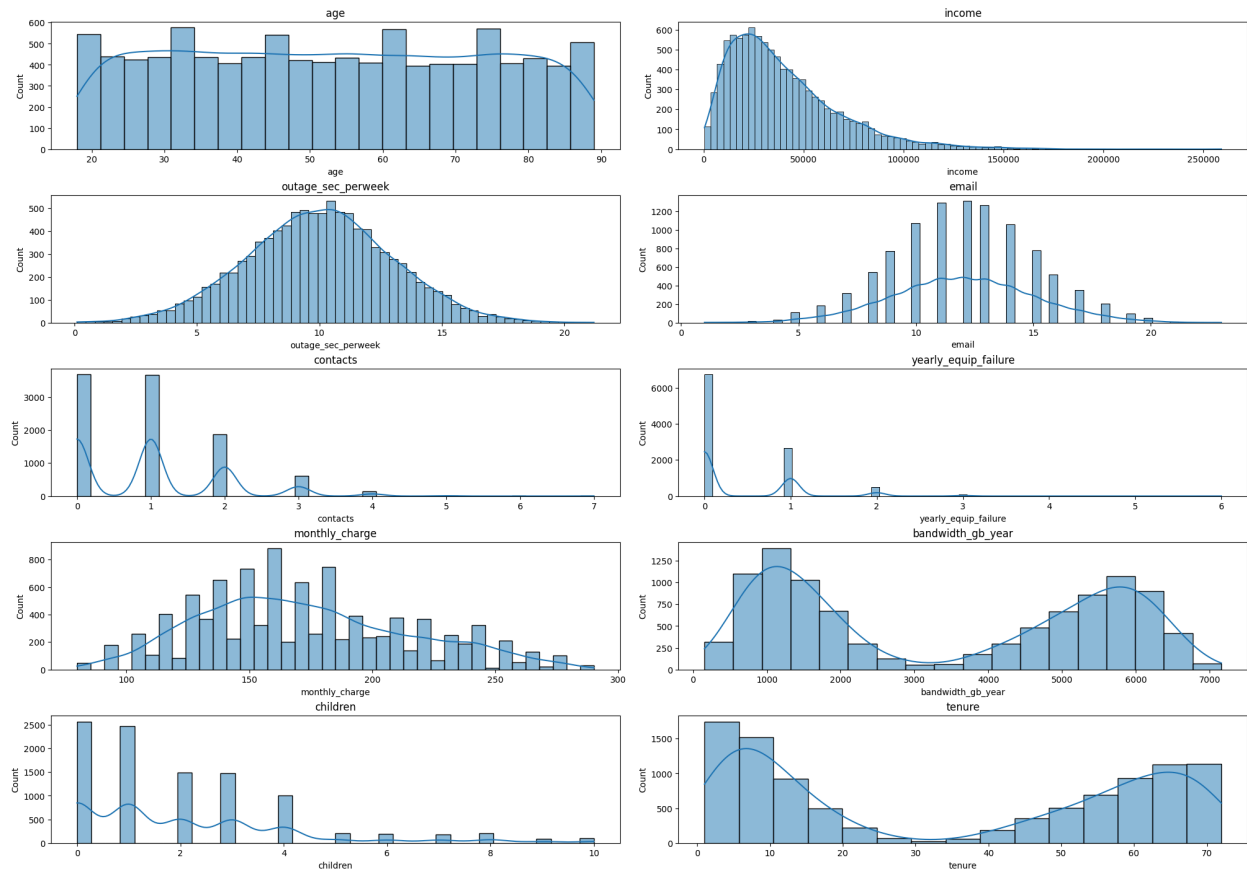 age
Count
600
500
400
300
200
100
0
20 30 40 50 60 70 80 90
age
income
Count
600
500
400
300
200
100
0
0 50000 100000 150000 200000 250000
income
outage_sec_perweek
Count
500
400
300
200
100
0
0 5 10 15 20
outage_sec_perweek
email
Count
1200
1000
800
600
400
200
0
0 5 10 15 20
email
contacts
Count
3000
2000
1000
0
0 1 2 3 4 5 6 7
contacts
yearly_equip_failure
Count
6000
4000
2000
0
0 1 2 3 4 5 6
yearly_equip_failure
monthly_charge
Count
800
600
400
200
0
100 150 200 250 300
monthly_charge
bandwidth_gb_year
Count
1250
1000
750
500
250
0
0 1000 2000 3000 4000 5000 6000 7000
bandwidth_gb_year
children
Count
2500
2000
1500
1000
500
0
0 2 4 6 8 10
children
tenure
Count
1500
1000
500
0
0 10 20 30 40 50 60 70
tenure